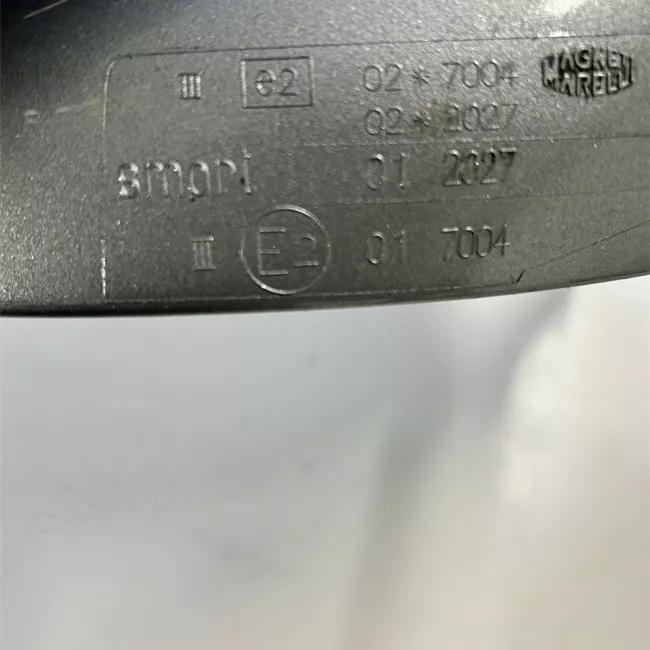 III e2 02*7004 MAGNETI MARELLI
02*2027
smart 01 2027
III E2 01 7004